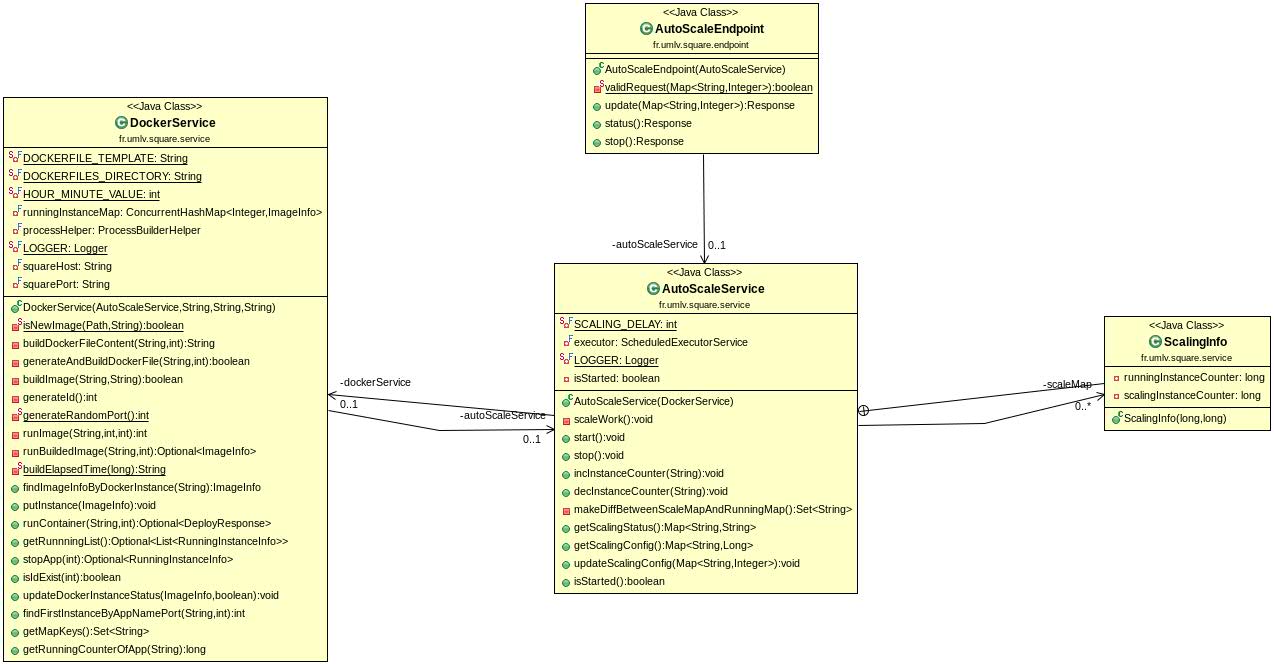 <<Java Class>>
AutoScaleEndpoint
fr.umlv.square.endpoint
AutoScaleEndpoint(AutoScaleService)
validRequest(Map<String,Integer>):boolean
update(Map<String,Integer>):Response
status():Response
stop():Response
<<Java Class>>
DockerService
fr.umlv.square.service
DOCKERFILE_TEMPLATE: String
DOCKERFILES_DIRECTORY: String
HOUR_MINUTE_VALUE: int
runningInstanceMap: ConcurrentHashMap<Integer,ImageInfo>
processHelper: ProcessBuilderHelper
LOGGER: Logger
squareHost: String
squarePort: String
DockerService(AutoScaleService,String,String,String)
isNewImage(Path,String):boolean
buildDockerFileContent(String,int):String
generateAndBuildDockerFile(String,int):boolean
buildImage(String,String):boolean
generateId():int
generateRandomPort():int
runImage(String,int,int):int
runBuildedImage(String,int):Optional<ImageInfo>
buildElapsedTime(long):String
findImageInfoByDockerInstance(String):ImageInfo
putInstance(ImageInfo):void
runContainer(String,int):Optional<DeployResponse>
getRunnningList():Optional<List<RunningInstanceInfo>>
stopApp(int):Optional<RunningInstanceInfo>
isIdExist(int):boolean
updateDockerInstanceStatus(ImageInfo,boolean):void
findFirstInstanceByAppNamePort(String,int):int
getMapKeys():Set<String>
getRunningCounterOfApp(String):long
-autoScaleService
0..1
-dockerService
0..1
-autoScaleService
0..1
<<Java Class>>
AutoScaleService
fr.umlv.square.service
SCALING_DELAY: int
executor: ScheduledExecutorService
LOGGER: Logger
isStarted: boolean
AutoScaleService(DockerService)
scaleWork():void
start():void
stop():void
incInstanceCounter(String):void
decInstanceCounter(String):void
makeDiffBetweenScaleMapAndRunningMap():Set<String>
getScalingStatus():Map<String,String>
getScalingConfig():Map<String,Long>
updateScalingConfig(Map<String,Integer>):void
isStarted():boolean
-scaleMap
0..*
<<Java Class>>
ScalingInfo
fr.umlv.square.service
runningInstanceCounter: long
scalingInstanceCounter: long
ScalingInfo(long,long)